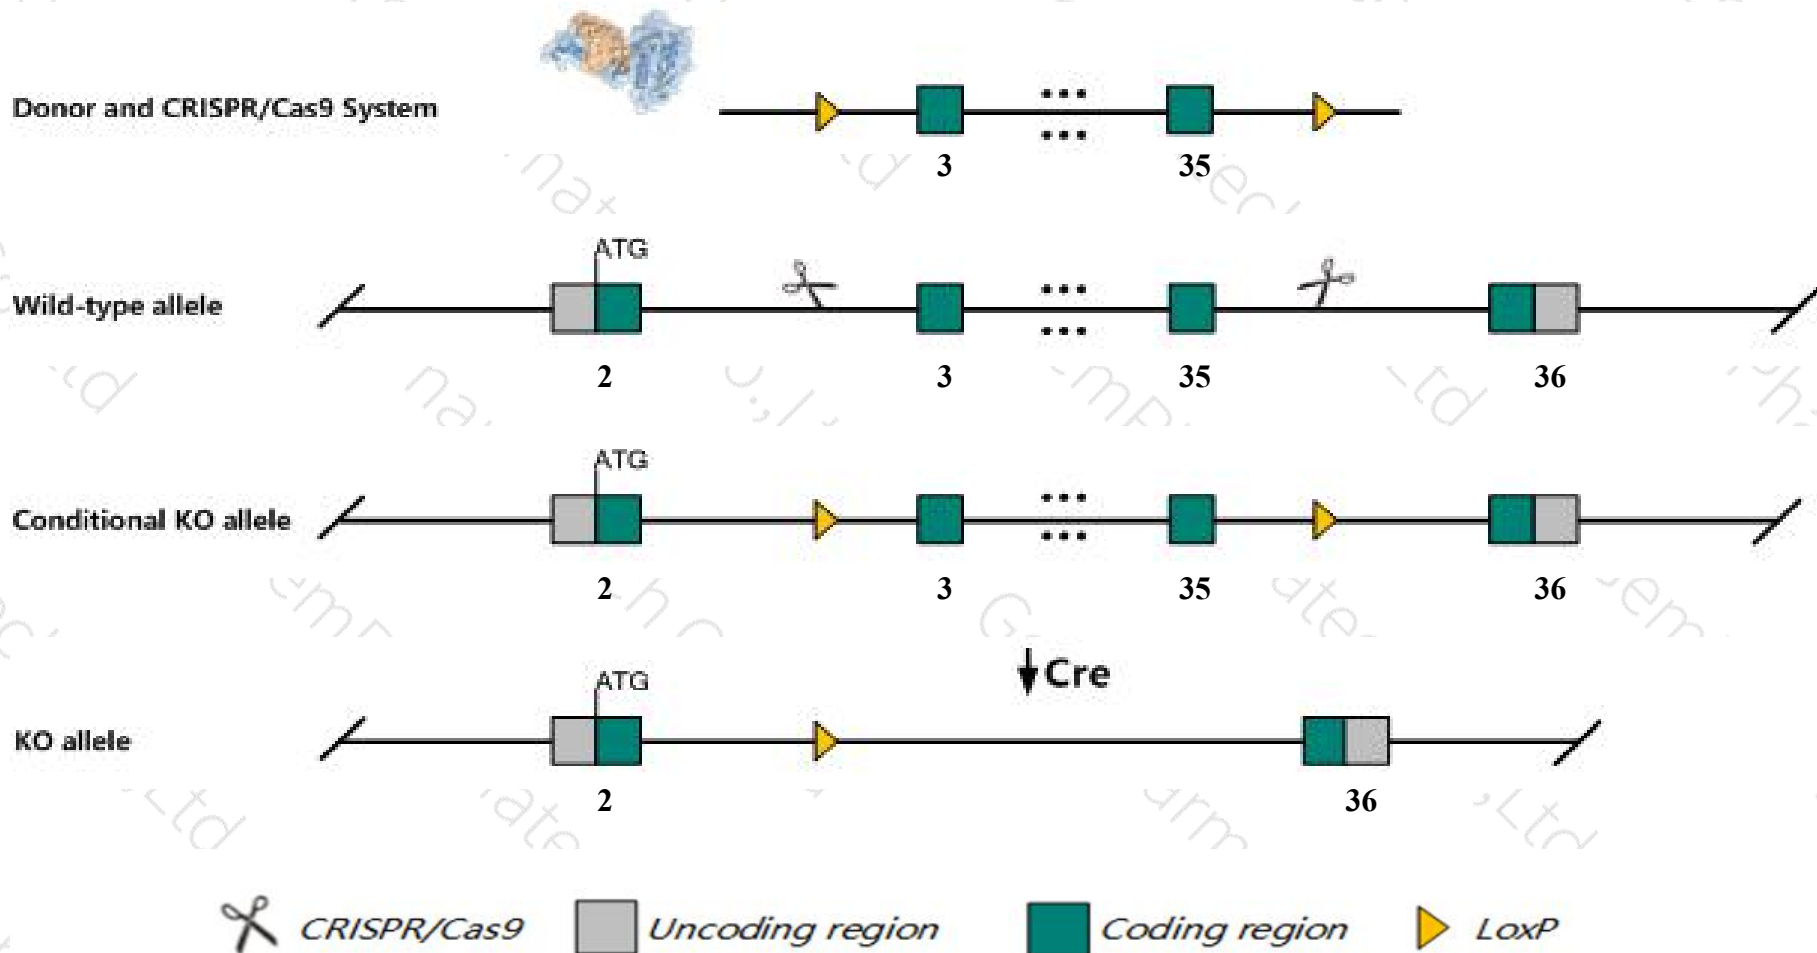 Donor and CRISPR/Cas9 System
3 35
ATG
Wild-type allele
2 3 35 36
ATG
Conditional KO allele
2 3 35 36
Cre
ATG
KO allele
2 36
CRISPR/Cas9 Uncoding region Coding region LoxP